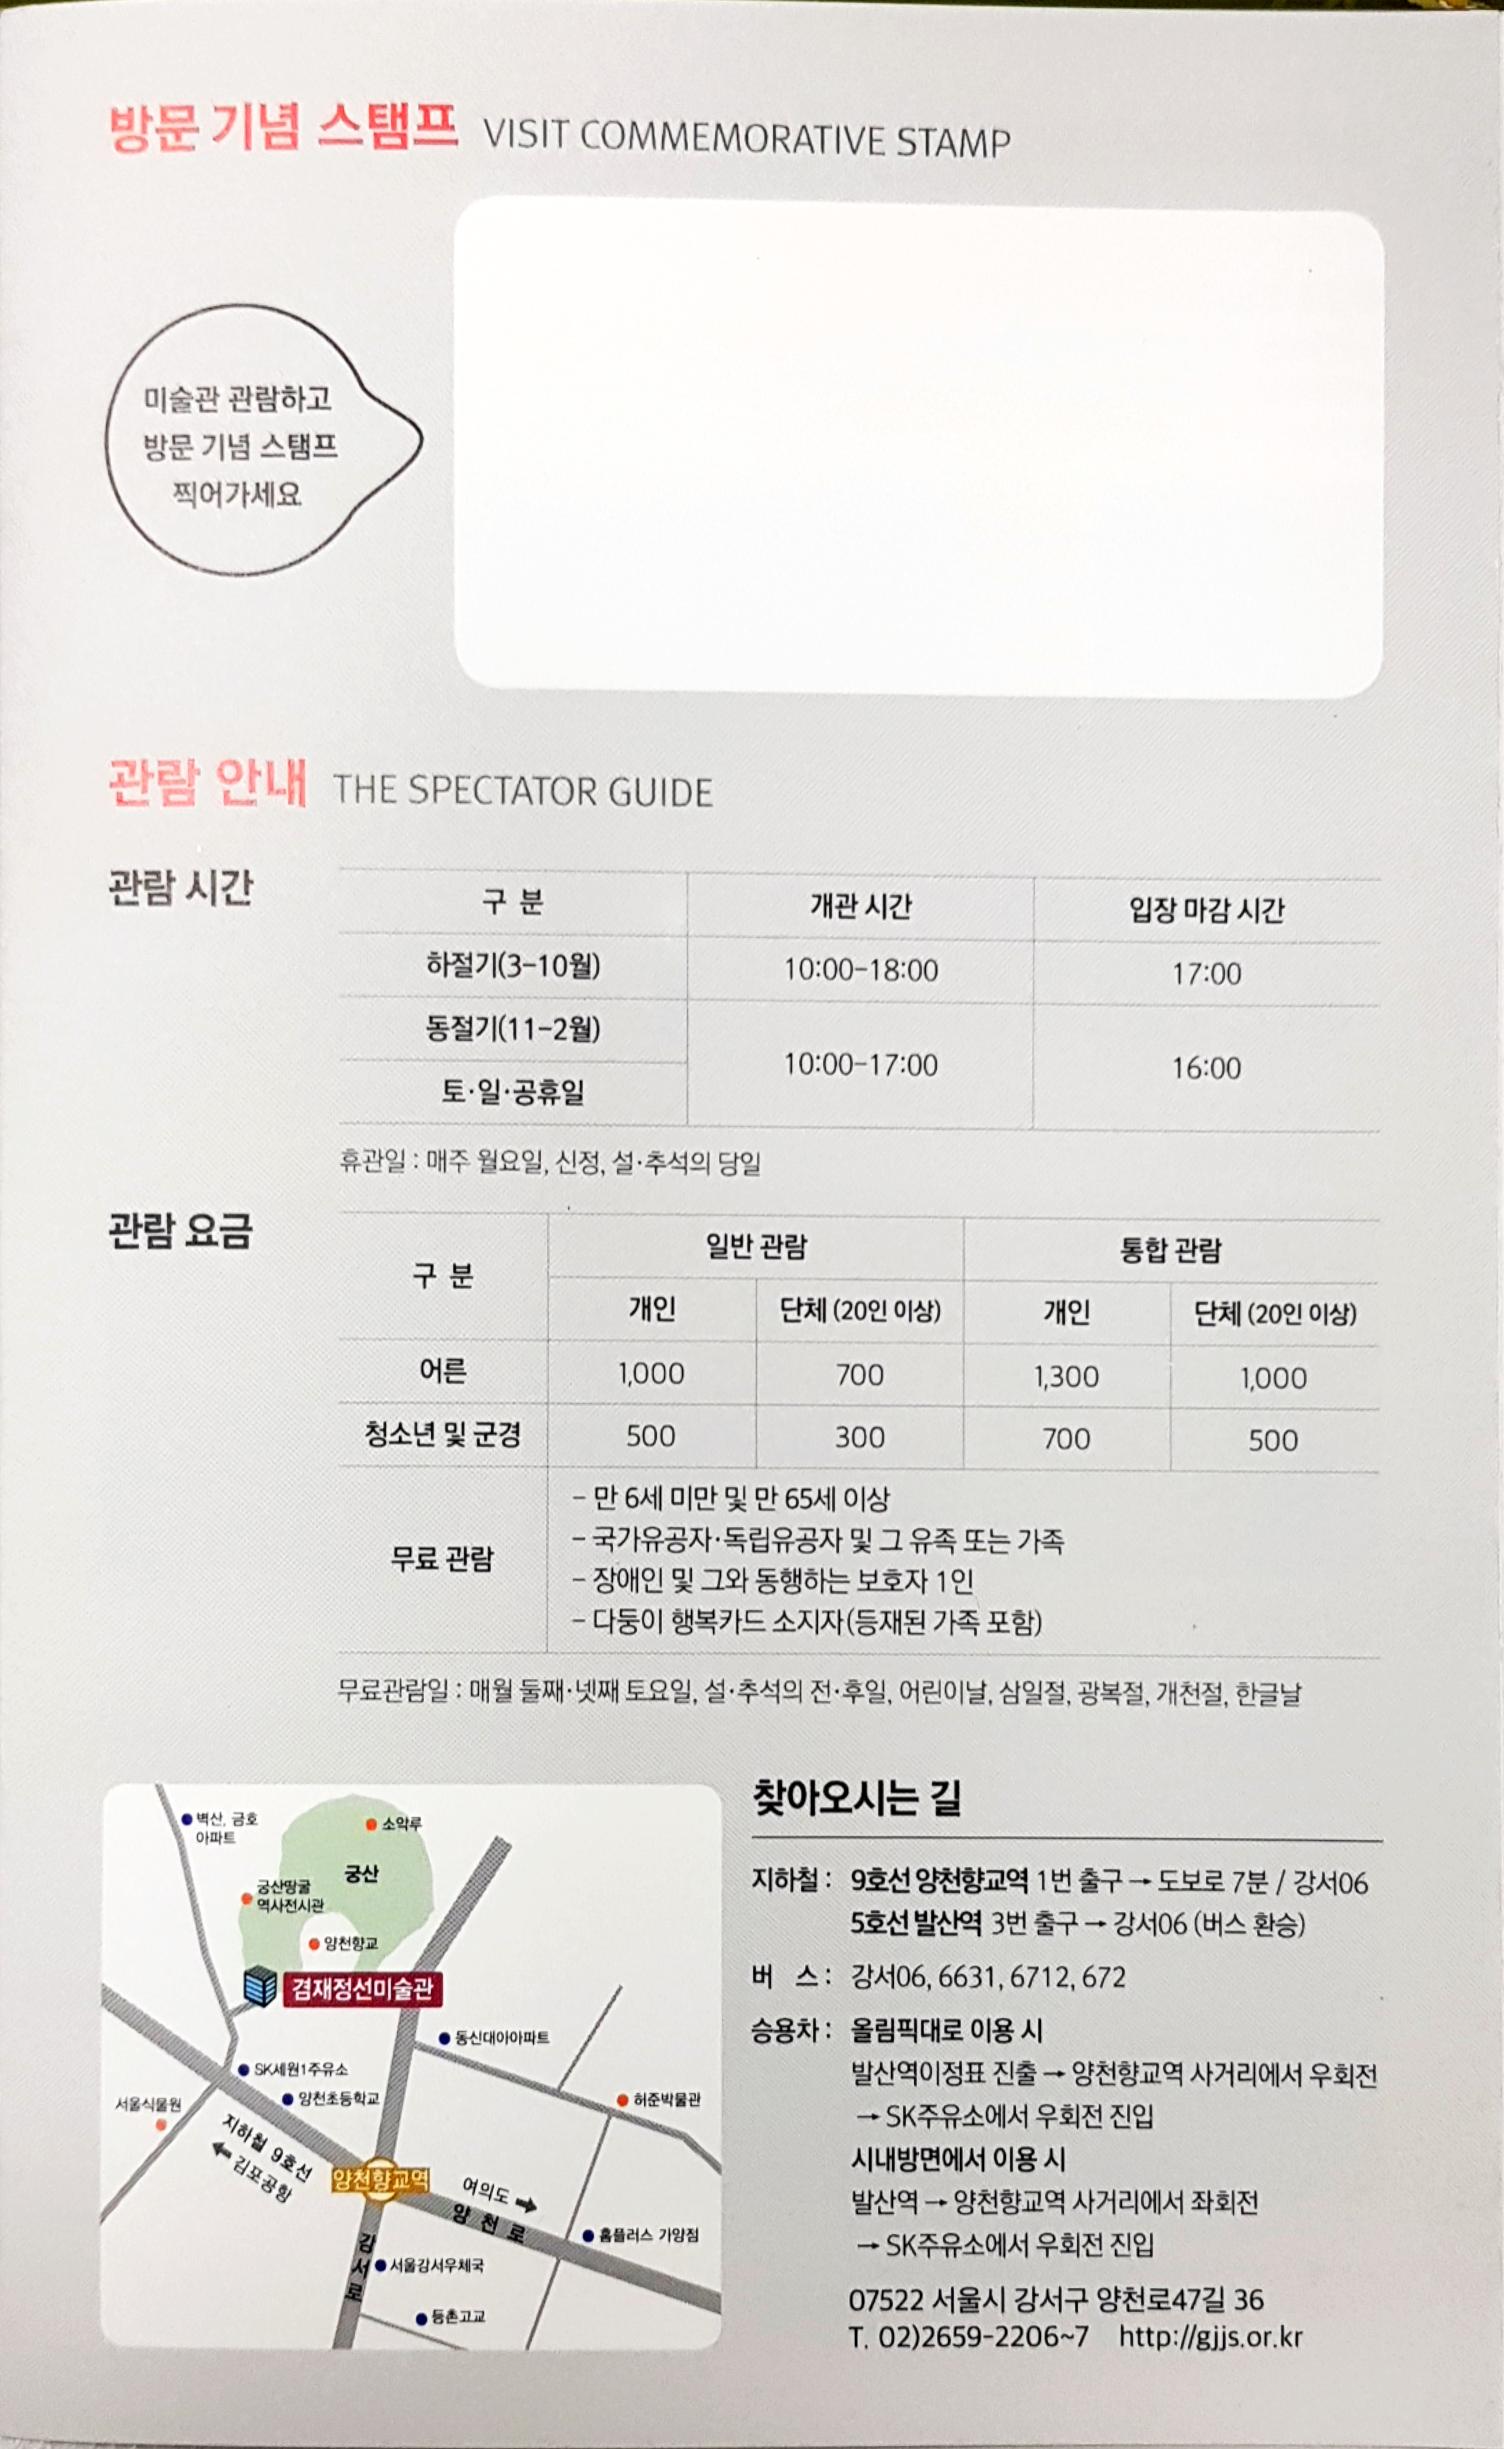 방문 기념 스탬프 VISIT COMMEMORATIVE STAMP
미술관 관람하고
방문 기념 스탬프
찍어가세요
관람 안내 THE SPECTATOR GUIDE
관람 시간
구 분 개관 시간 입장 마감 시간
하절기(3-10월) 10:00-18:00 17:00
동절기(11-2월)
10:00-17:00 16:00
토·일·공휴일
휴관일 : 매주 월요일, 신정, 설·추석의 당일
관람 요금
구 분 일반 관람 통합 관람
개인 단체 (20인 이상) 개인 단체 (20인 이상)
어른 1,000 700 1,300 1,000
청소년 및 군경 500 300 700 500
무료 관람
- 만 6세 미만 및 만 65세 이상
- 국가유공자·독립유공자 및 그 유족 또는 가족
- 장애인 및 그와 동행하는 보호자 1인
- 다둥이 행복카드 소지자(등재된 가족 포함)
무료관람일 : 매월 둘째·넷째 토요일, 설·추석의 전·후일, 어린이날, 삼일절, 광복절, 개천절, 한글날
벽산, 금호
아파트
소악루
궁산
궁산땅굴
역사전시관
양천향교
겸재정선미술관
동신대아아파트
SK세원1주유소
양천초등학교
서울식물원
허준박물관
지하철 9호선
← 김포공항
양천향교역
여의도 →
양 천 로
홈플러스 가양점
강서로
서울강서우체국
등촌고교
찾아오시는 길
지하철 : 9호선 양천향교역 1번 출구 → 도보로 7분 / 강서06
5호선 발산역 3번 출구 → 강서06 (버스 환승)
버 스 : 강서06, 6631, 6712, 672
승용차 : 올림픽대로 이용 시
발산역이정표 진출 → 양천향교역 사거리에서 우회전
→ SK주유소에서 우회전 진입
시내방면에서 이용 시
발산역 → 양천향교역 사거리에서 좌회전
→ SK주유소에서 우회전 진입
07522 서울시 강서구 양천로47길 36
T. 02)2659-2206~7 http://gjjs.or.kr